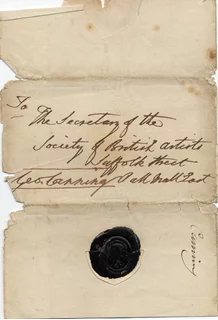 To
The Secretary of the
Society of British artists
Suffolk Street
Geo. Canning Pall Mall East